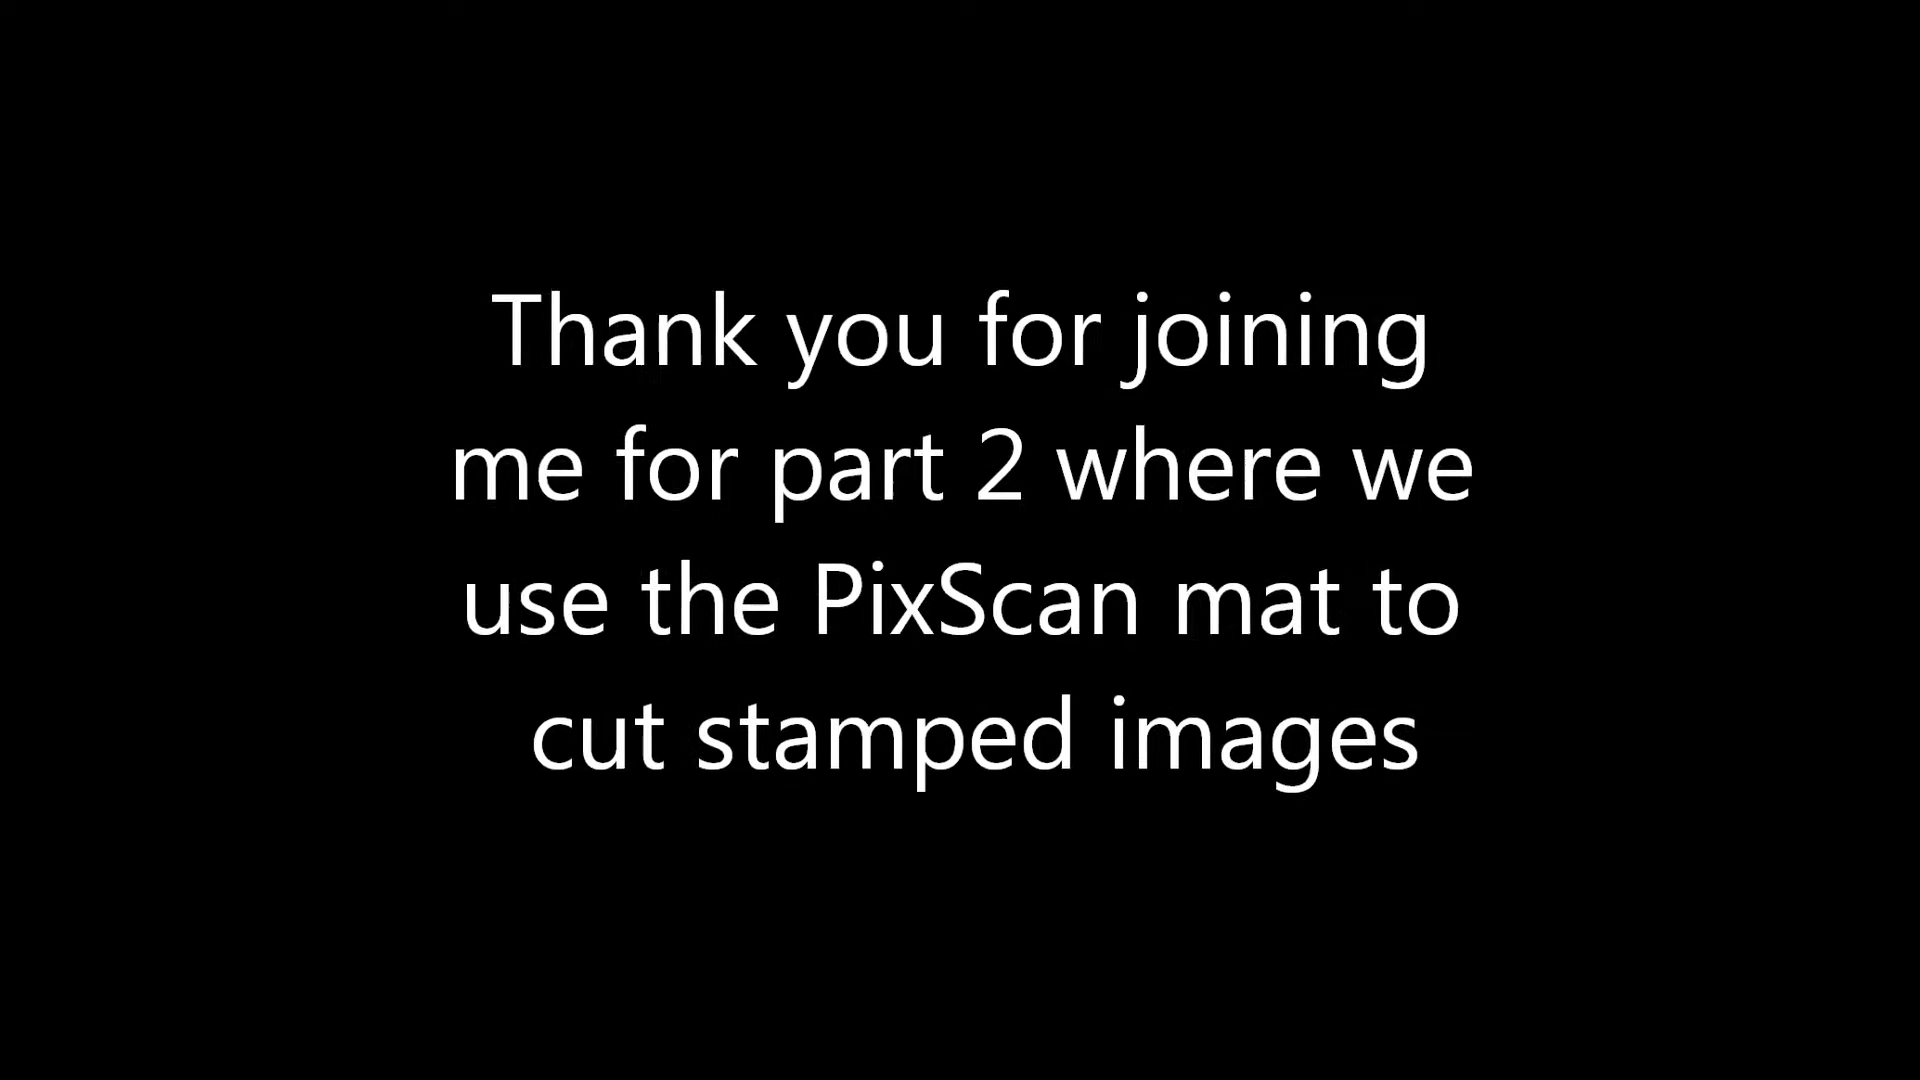 Thank you for joining
me for part 2 where we
use the PixScan mat to
cut stamped images